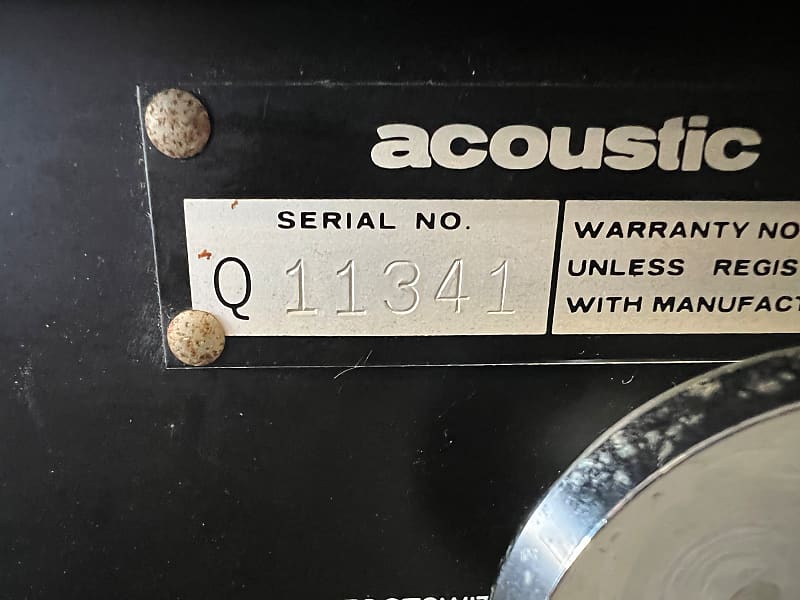 acoustic
SERIAL NO.
Q 11341
WARRANTY NO
UNLESS REGIS
WITH MANUFACT